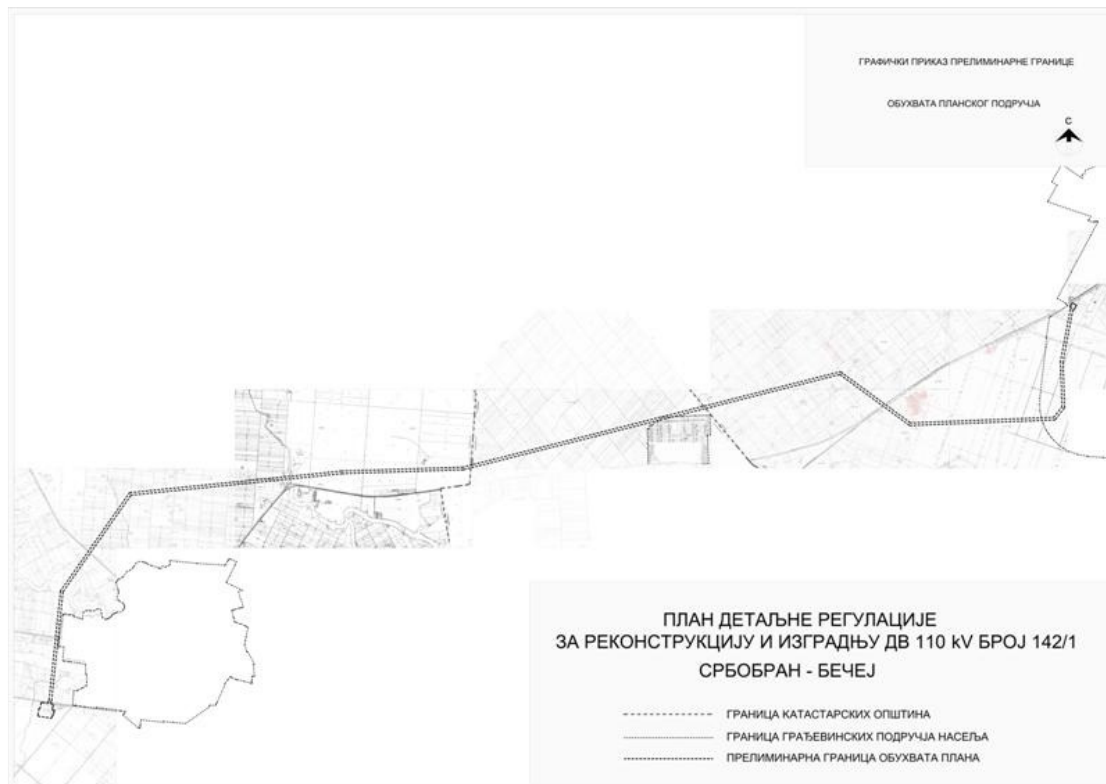 ГРАФИЧКИ ПРИКАЗ ПРЕЛИМИНАРНЕ ГРАНИЦЕ
ОБУХВАТА ПЛАНСКОГ ПОДРУЧЈА
С
ПЛАН ДЕТАЉНЕ РЕГУЛАЦИЈЕ
ЗА РЕКОНСТРУКЦИЈУ И ИЗГРАДЊУ ДВ 110 kV БРОЈ 142/1
СРБОБРАН - БЕЧЕЈ
ГРАНИЦА КАТАСТАРСКИХ ОПШТИНА
ГРАНИЦА ГРАЂЕВИНСКИХ ПОДРУЧЈА НАСЕЉА
ПРЕЛИМИНАРНА ГРАНИЦА ОБУХВАТА ПЛАНА